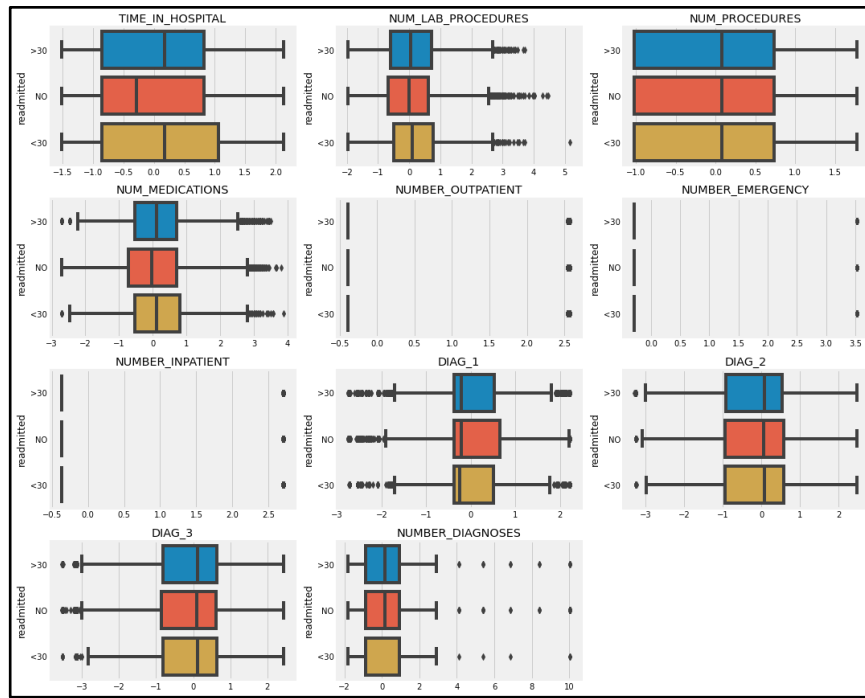 TIME_IN_HOSPITAL
readmitted
>30
NO
<30
−1.5 −1.0 −0.5 0.0 0.5 1.0 1.5 2.0
NUM_LAB_PROCEDURES
readmitted
>30
NO
<30
−2 −1 0 1 2 3 4 5
NUM_PROCEDURES
readmitted
>30
NO
<30
−1.0 −0.5 0.0 0.5 1.0 1.5
NUM_MEDICATIONS
readmitted
>30
NO
<30
−3 −2 −1 0 1 2 3 4
NUMBER_OUTPATIENT
readmitted
>30
NO
<30
−0.5 0.0 0.5 1.0 1.5 2.0 2.5
NUMBER_EMERGENCY
readmitted
>30
NO
<30
0.0 0.5 1.0 1.5 2.0 2.5 3.0 3.5
NUMBER_INPATIENT
readmitted
>30
NO
<30
−0.5 0.0 0.5 1.0 1.5 2.0 2.5
DIAG_1
readmitted
>30
NO
<30
−3 −2 −1 0 1 2
DIAG_2
readmitted
>30
NO
<30
−3 −2 −1 0 1 2
DIAG_3
readmitted
>30
NO
<30
−3 −2 −1 0 1 2
NUMBER_DIAGNOSES
readmitted
>30
NO
<30
−2 0 2 4 6 8 10